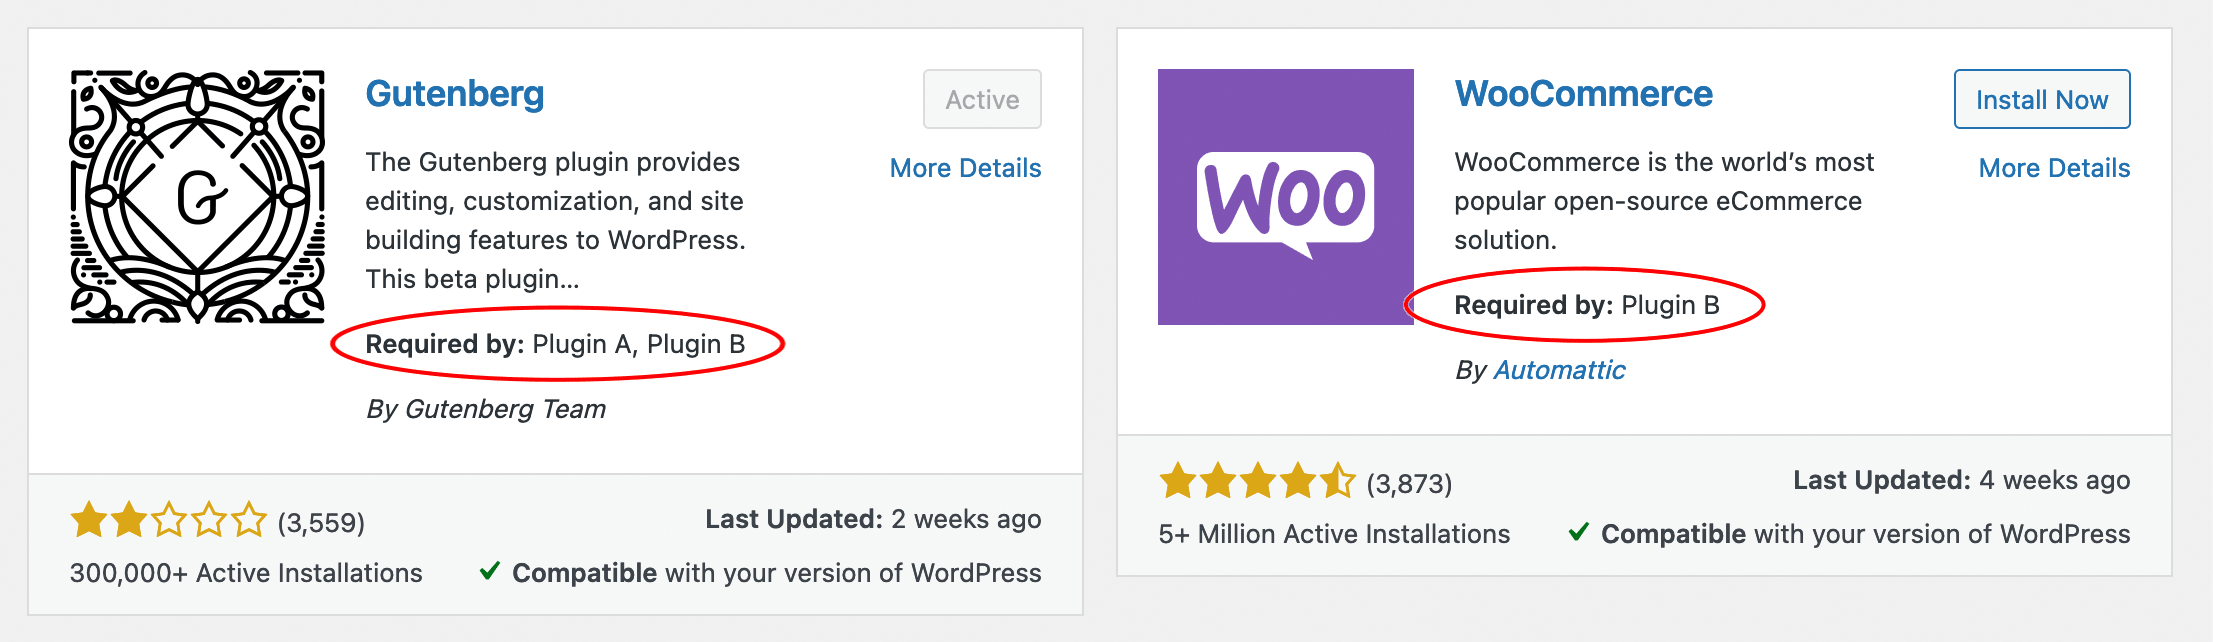 G
Gutenberg
Active
More Details
The Gutenberg plugin provides
editing, customization, and site
building features to WordPress.
This beta plugin...
Required by: Plugin A, Plugin B
By Gutenberg Team
(3,559)
Last Updated: 2 weeks ago
300,000+ Active Installations
Compatible with your version of WordPress
Woo
WooCommerce
Install Now
More Details
WooCommerce is the world’s most
popular open-source eCommerce
solution.
Required by: Plugin B
By Automattic
(3,873)
Last Updated: 4 weeks ago
5+ Million Active Installations
Compatible with your version of WordPress